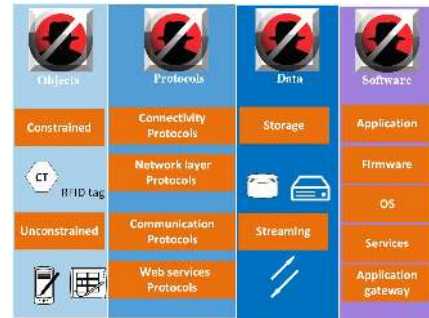 Objects
Constrained
CT
RFID tag
Unconstrained
Protocols
Connectivity
Protocols
Network layer
Protocols
Communication
Protocols
Web services
Protocols
Data
Storage
Streaming
Software
Application
Firmware
OS
Services
Application
gateway